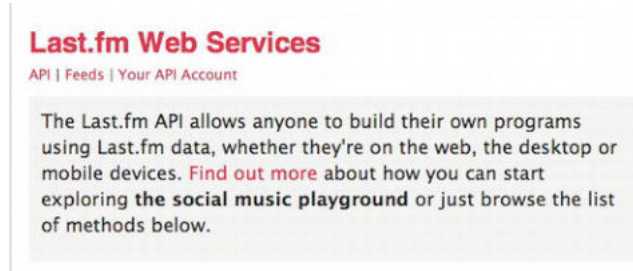 Last.fm Web Services
API | Feeds | Your API Account
The Last.fm API allows anyone to build their own programs
using Last.fm data, whether they're on the web, the desktop or
mobile devices. Find out more about how you can start
exploring the social music playground or just browse the list
of methods below.